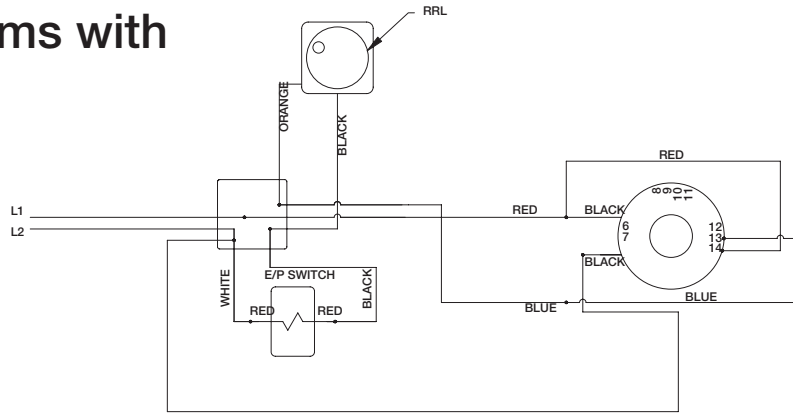 ms with
RRL
ORANGE
BLACK
RED
L1
L2
RED
BLACK
8
9
10
11
6
7
12
13
14
BLACK
E/P SWITCH
WHITE
BLACK
RED
RED
BLUE
BLUE